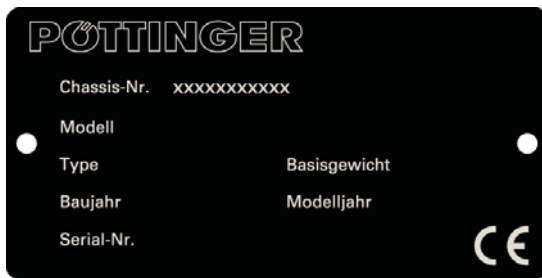 PÖTTINGER
Chassis-Nr. xxxxxxxxxxx
Modell
Type Basisgewicht
Baujahr Modelljahr
Serial-Nr.
CE